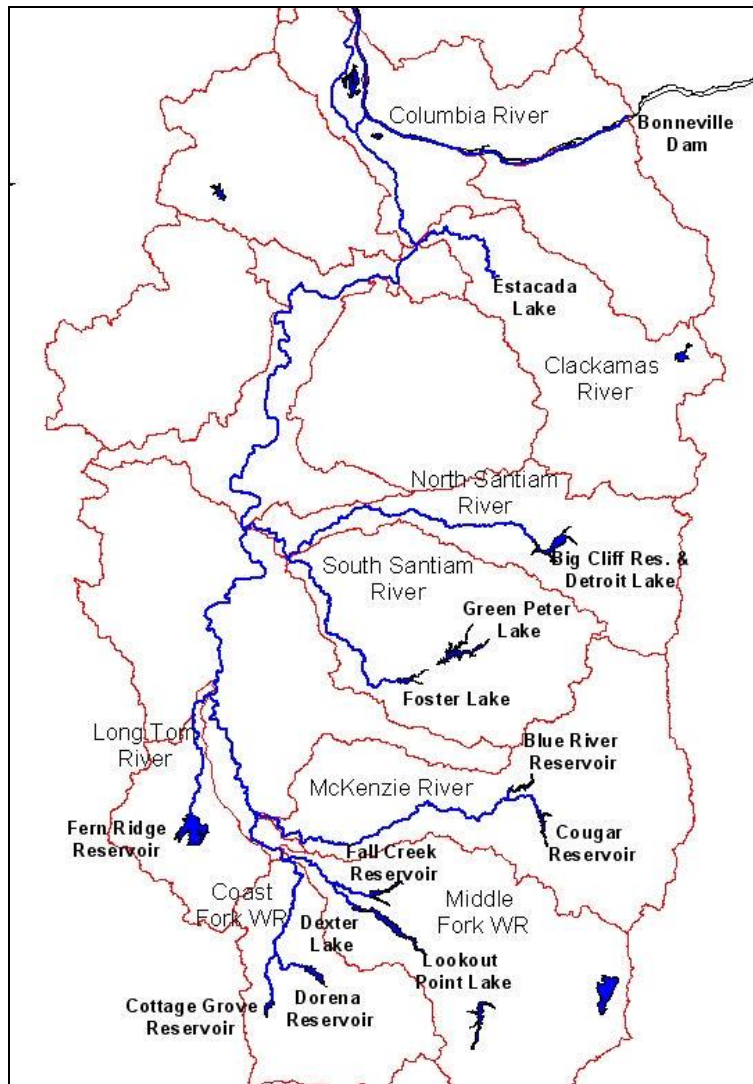 Columbia River
Bonneville
Dam
Estacada
Lake
Clackamas
River
North Santiam
River
Big Cliff Res. &
Detroit Lake
South Santiam
River
Green Peter
Lake
Foster Lake
Long Tom
River
Blue River
Reservoir
McKenzie River
Fern Ridge
Reservoir
Cougar
Reservoir
Fall Creek
Reservoir
Coast
Fork WR
Middle
Fork WR
Dexter
Lake
Lookout
Point Lake
Cottage Grove
Reservoir
Dorena
Reservoir